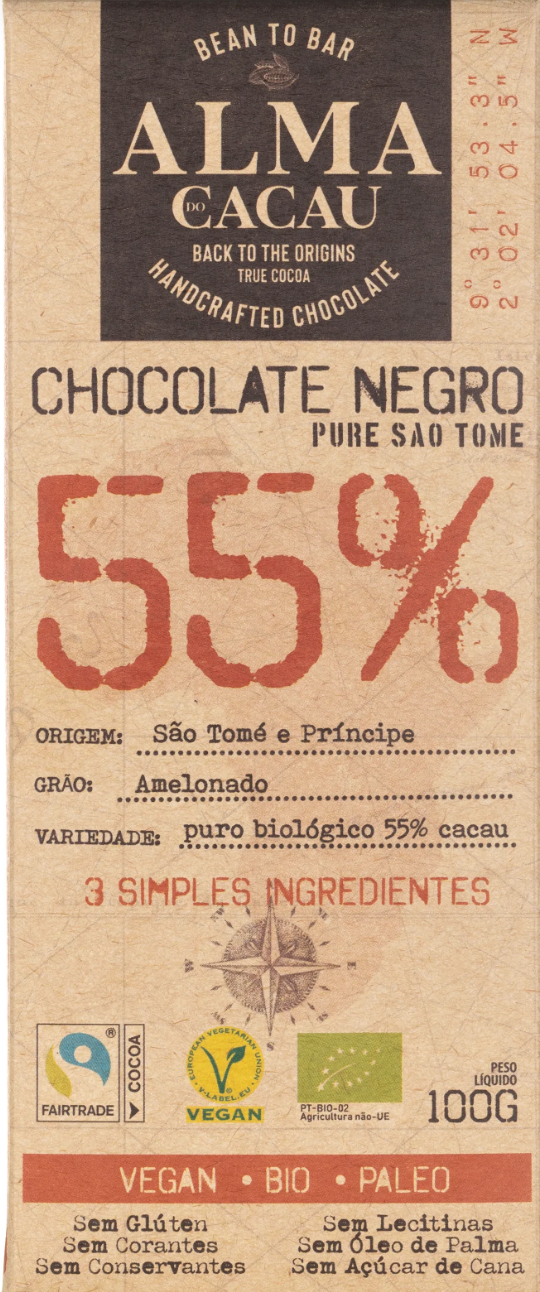 BEAN TO BAR
ALMA
DO CACAU
BACK TO THE ORIGINS
TRUE COCOA
HANDCRAFTED CHOCOLATE
9° 31' 53.3" N
2° 02' 04.5" W
CHOCOLATE NEGRO
PURE SAO TOME
55%
ORIGEM: São Tomé e Príncipe
GRÃO: Amelonado
VARIEDADE: puro biológico 55% cacau
3 SIMPLES INGREDIENTES
NW
NE
W
E
S
FAIRTRADE
®
COCOA
EUROPEAN VEGETARIAN UNION
V-LABEL.EU
VEGAN
PT-BIO-02
Agricultura não-UE
PESO
LÍQUIDO
100G
VEGAN • BIO • PALEO
Sem Glúten
Sem Corantes
Sem Conservantes
Sem Lecitinas
Sem Óleo de Palma
Sem Açúcar de Cana